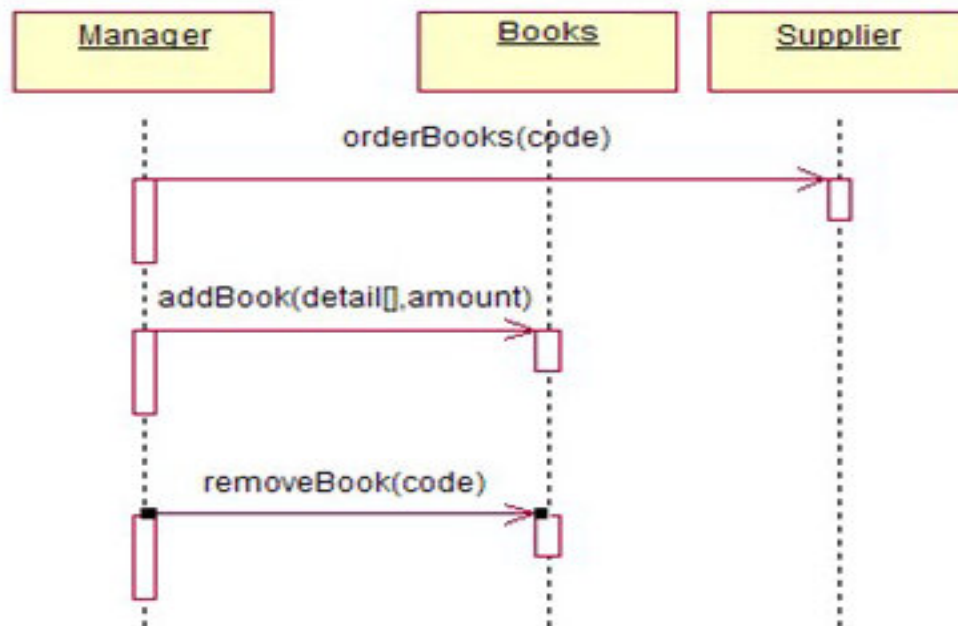 Manager
Books
Supplier
orderBooks(code)
addBook(detail[],amount)
removeBook(code)